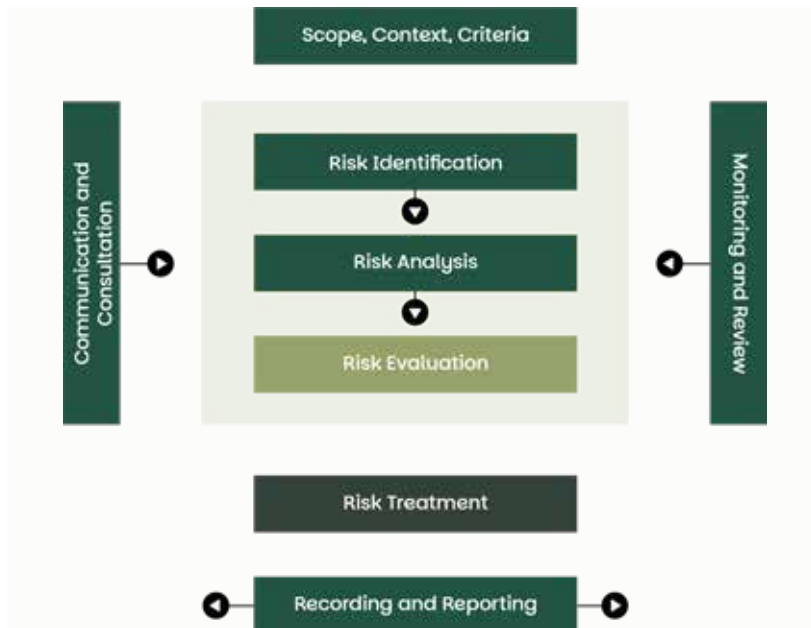 Scope, Context, Criteria
Communication and
Consultation
Risk Identification
Risk Analysis
Risk Evaluation
Monitoring and Review
Risk Treatment
Recording and Reporting